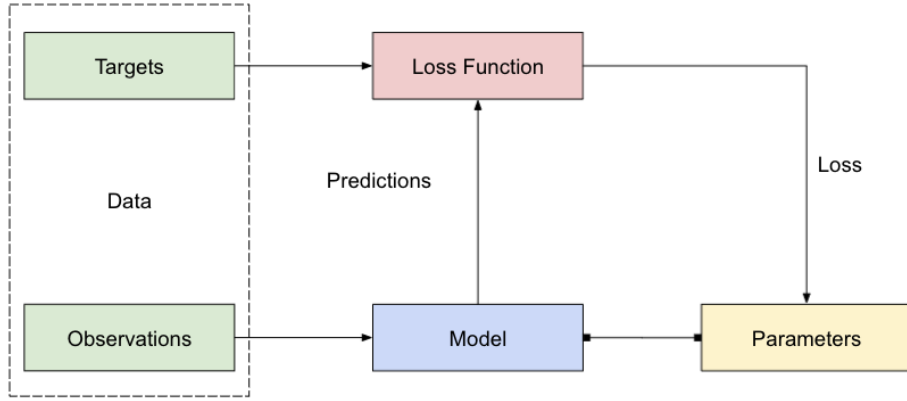 Targets
Loss Function
Predictions
Loss
Data
Observations
Model
Parameters